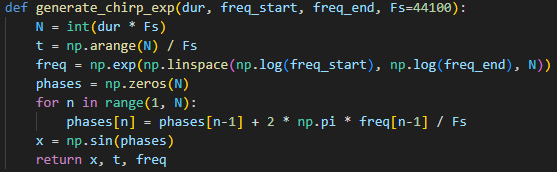 def generate_chirp_exp(dur, freq_start, freq_end, Fs=44100):
    N = int(dur * Fs)
    t = np.arange(N) / Fs
    freq = np.exp(np.linspace(np.log(freq_start), np.log(freq_end), N))
    phases = np.zeros(N)
    for n in range(1, N):
        phases[n] = phases[n-1] + 2 * np.pi * freq[n-1] / Fs
    x = np.sin(phases)
    return x, t, freq